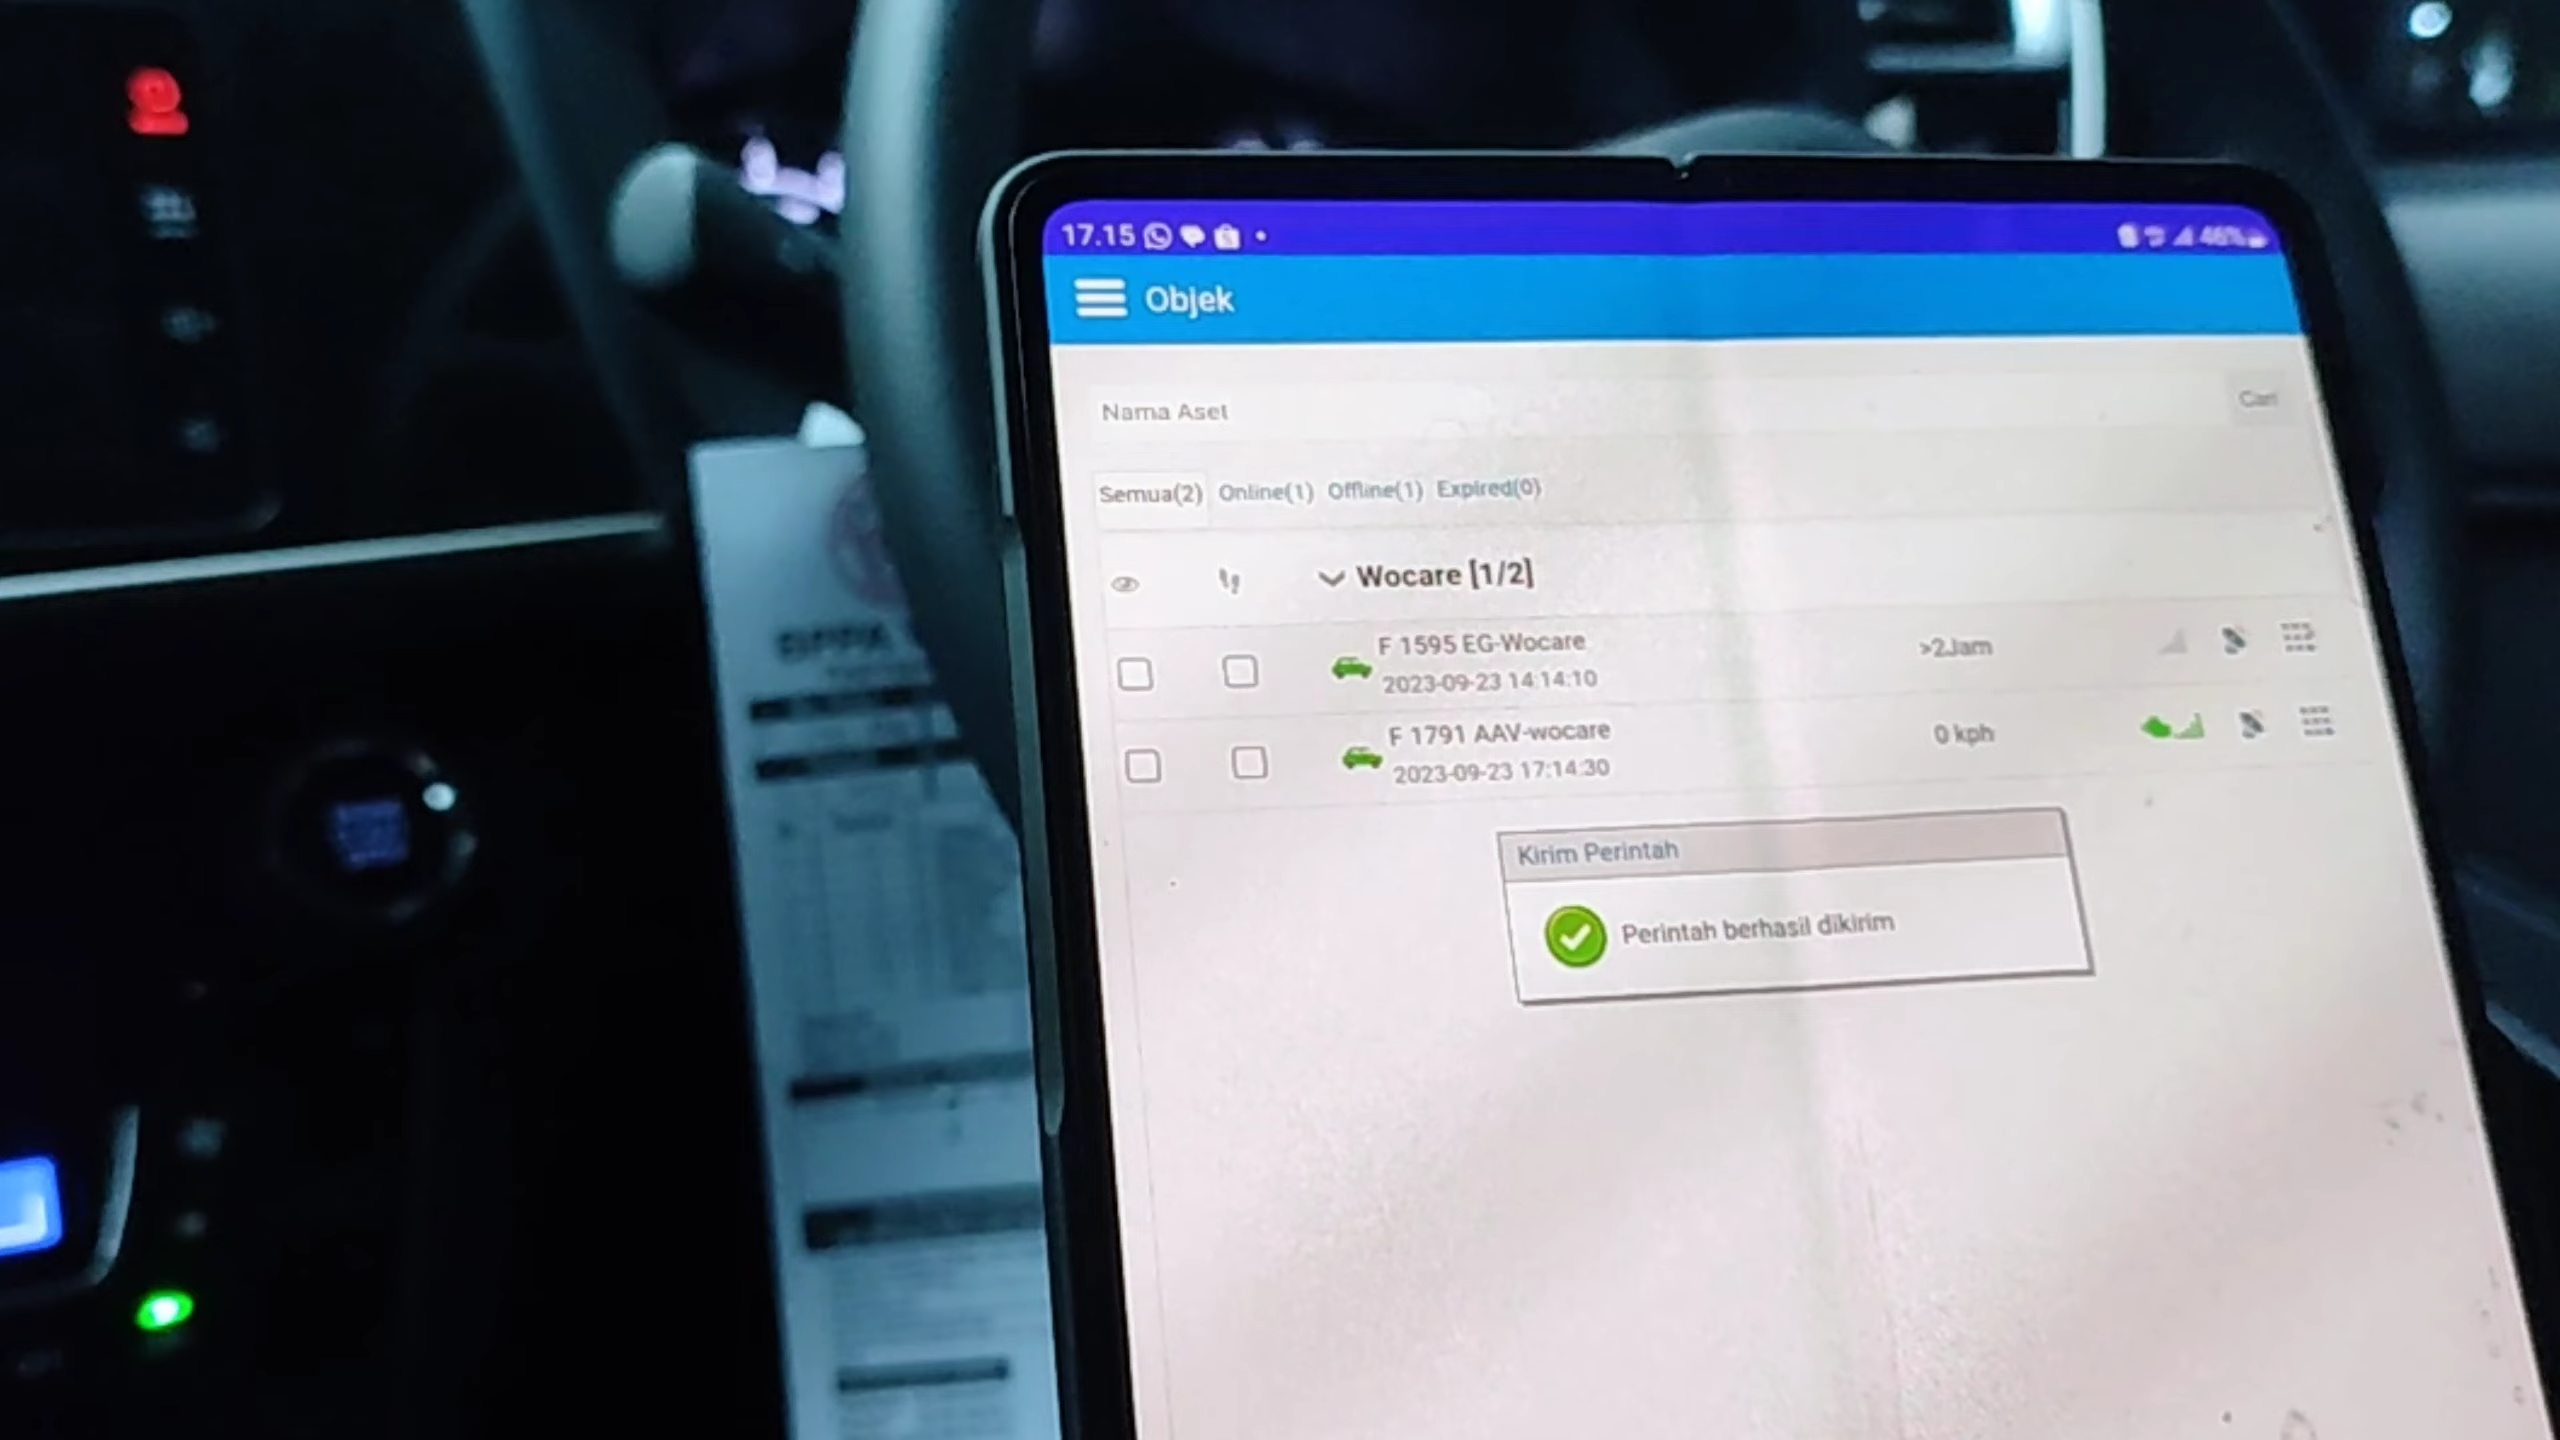 17.15
46%
Objek
Nama Aset
Cari
Semua(2) Online(1) Offline(1) Expired(0)
Wocare [1/2]
F 1595 EG-Wocare
>2Jam
2023-09-23 14:14:10
F 1791 AAV-wocare
0 kph
2023-09-23 17:14:30
Kirim Perintah
Perintah berhasil dikirim